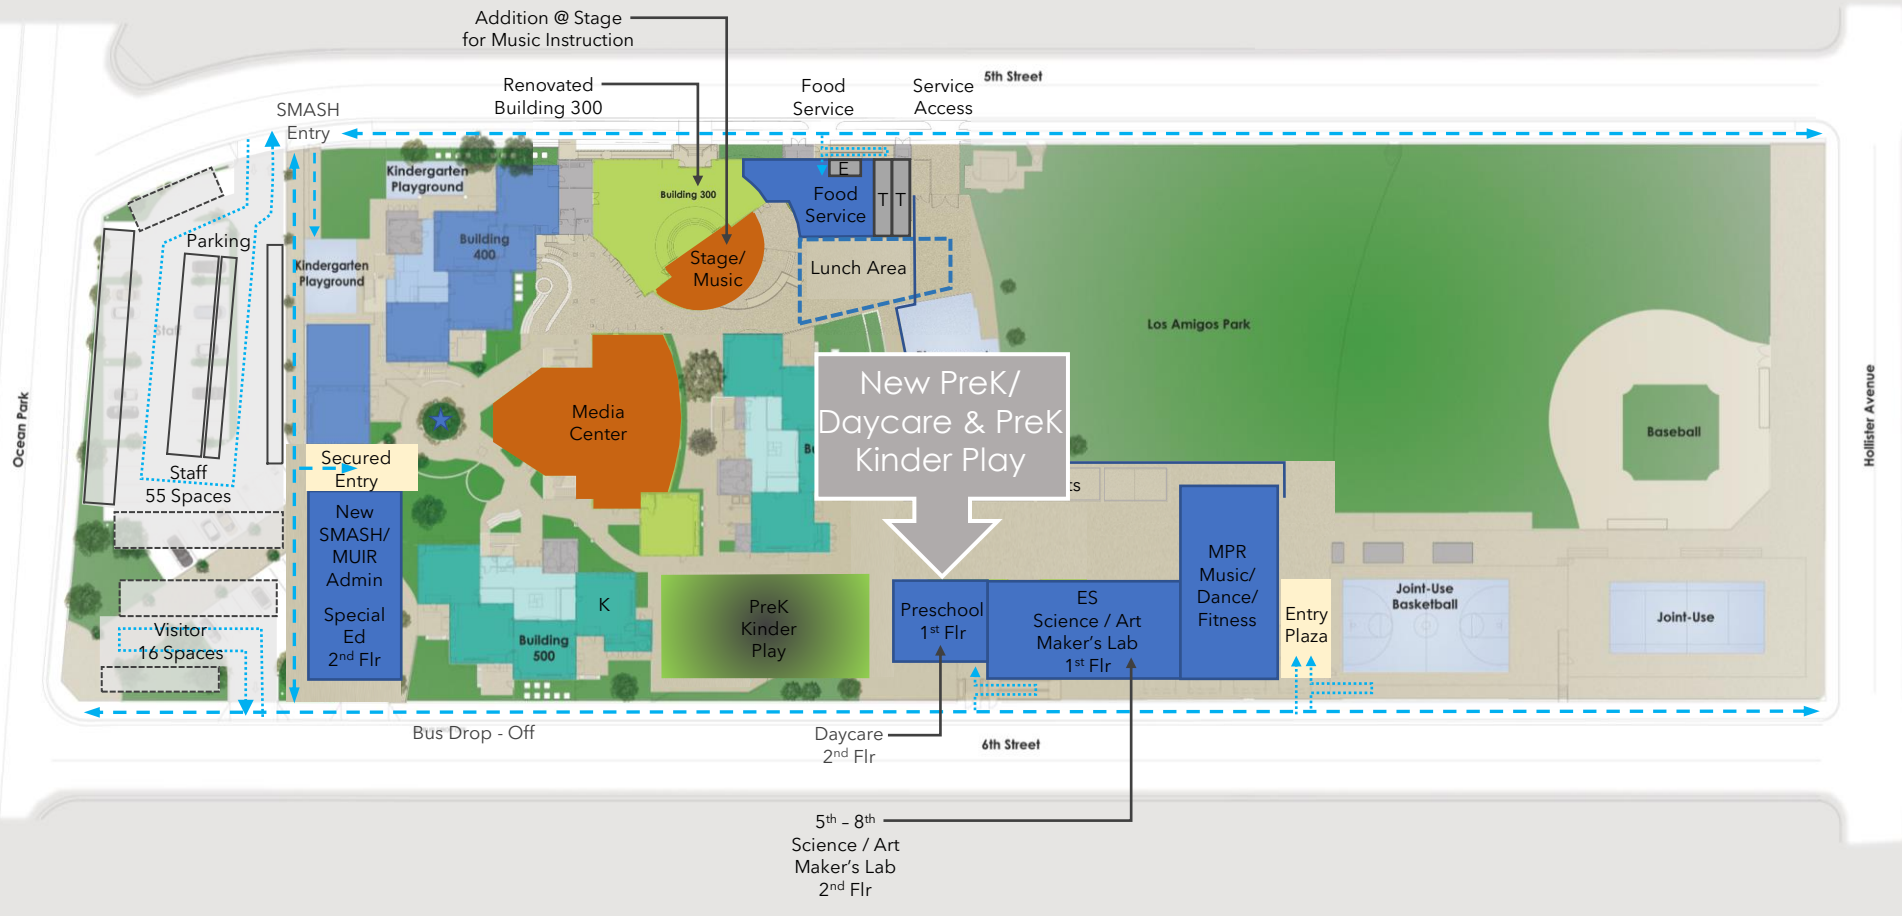 Addition @ Stage
for Music Instruction
Renovated
Building 300
Food
Service
Service
Access
5th Street
SMASH
Entry
Kindergarten
Playground
Building 300
E
Food
Service
T T
Parking
Building
400
Kindergarten
Playground
Stage/
Music
Lunch Area
Staff
Los Amigos Park
New PreK/
Daycare & PreK
Kinder Play
Ocean Park
Hollister Avenue
Media
Center
Baseball
Bu
Secured
Entry
Staff
55 Spaces
ts
New
SMASH/
MUIR
Admin
Special
Ed
2nd Flr
MPR
Music/
Dance/
Fitness
Joint-Use
Basketball
Joint-Use
K
PreK
Kinder
Play
Preschool
1st Flr
ES
Science / Art
Maker's Lab
1st Flr
Entry
Plaza
Visitor
16 Spaces
Building
500
Bus Drop - Off
Daycare
2nd Flr
6th Street
5th – 8th
Science / Art
Maker's Lab
2nd Flr